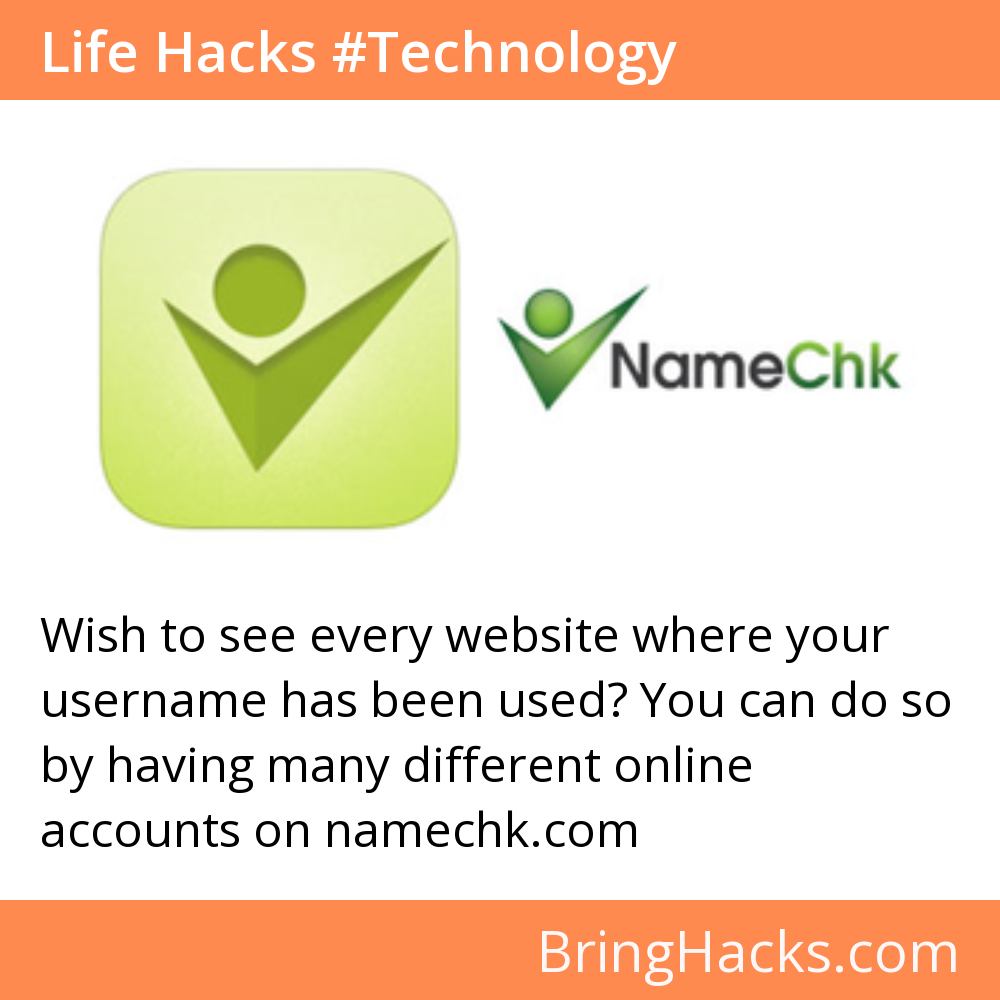 Life Hacks #Technology
NameChk
Wish to see every website where your
username has been used? You can do so
by having many different online
accounts on namechk.com
BringHacks.com